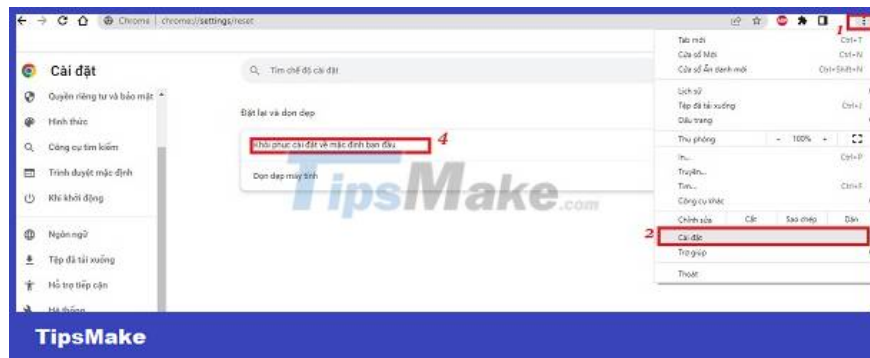 Chrome | chrome://settings/reset
1
Cài đặt
Tìm chế độ cài đặt
Quyền riêng tư và bảo mật
Hình thức
Công cụ tìm kiếm
Trình duyệt mặc định
Khi khởi động
Ngôn ngữ
Tệp đã tải xuống
Hỗ trợ tiếp cận
Hệ thống
Đặt lại và dọn dẹp
Khôi phục cài đặt về mặc định ban đầu
4
Dọn dẹp máy tính
TipsMake.com
Tab mới Ctrl+T
Cửa sổ Mới Ctrl+N
Cửa sổ Ẩn danh mới Ctrl+Shift+N
Lịch sử
Tệp đã tải xuống Ctrl+J
Dấu trang
Thu phóng - 100% +
In... Ctrl+P
Truyền...
Tìm... Ctrl+F
Công cụ khác
Chỉnh sửa Cắt Sao chép Dán
2
Cài đặt
Trợ giúp
Thoát
TipsMake